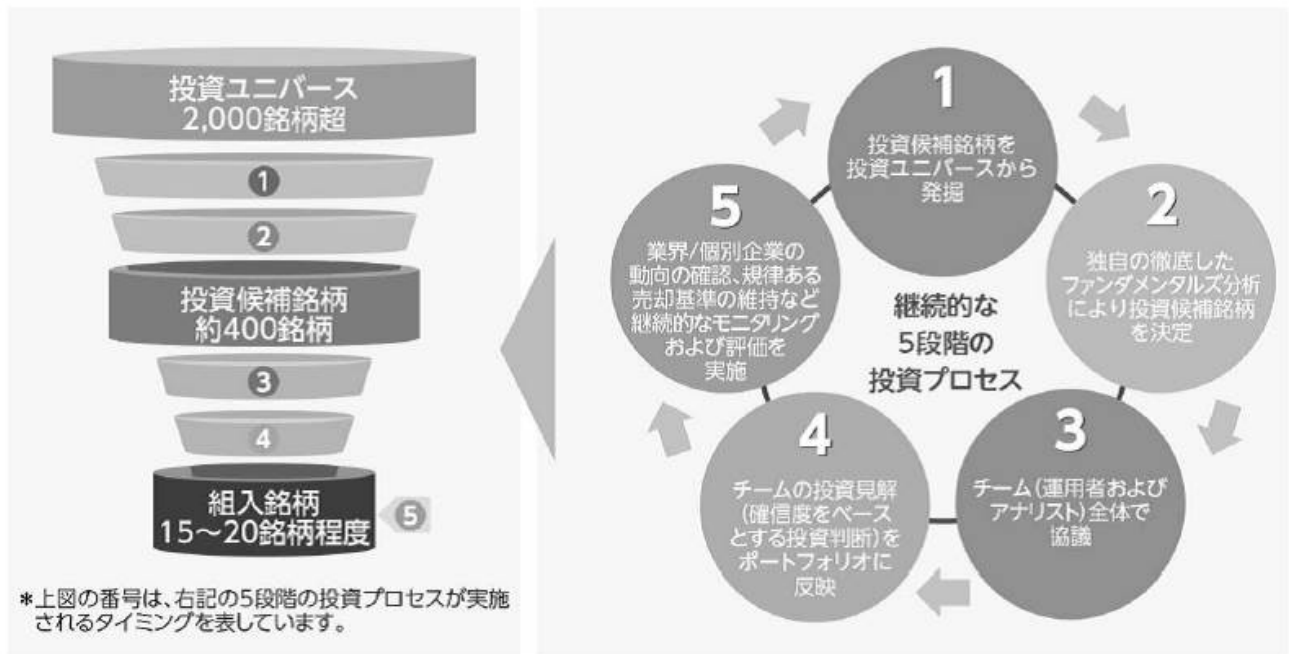 投資ユニバース
2,000銘柄超
1
2
投資候補銘柄
約400銘柄
3
4
組入銘柄
15～20銘柄程度
5
*上図の番号は、右記の5段階の投資プロセスが実施
されるタイミングを表しています。
1
投資候補銘柄を
投資ユニバースから
発掘
2
独自の徹底した
ファンダメンタルズ分析
により投資候補銘柄
を決定
3
チーム(運用者および
アナリスト)全体で
協議
4
チームの投資見解
(確信度をベース
とする投資判断)を
ポートフォリオに
反映
5
業界/個別企業の
動向の確認、規律ある
売却基準の維持など
継続的なモニタリング
および評価を
実施
継続的な
5段階の
投資プロセス